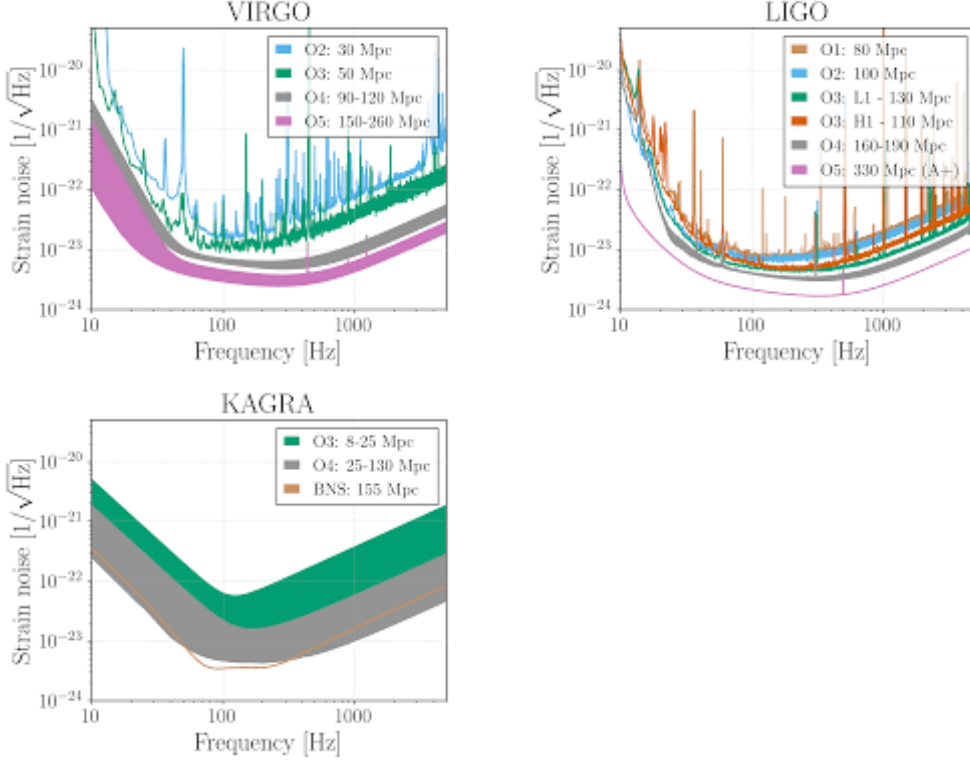 VIRGO
O2: 30 Mpc
O3: 50 Mpc
O4: 90-120 Mpc
O5: 150-260 Mpc
Strain noise [1/√Hz]
10⁻²⁰
10⁻²¹
10⁻²²
10⁻²³
10⁻²⁴
10
100
1000
Frequency [Hz]
LIGO
O1: 80 Mpc
O2: 100 Mpc
O3: L1 - 130 Mpc
O3: H1 - 110 Mpc
O4: 160-190 Mpc
O5: 330 Mpc (A+)
Strain noise [1/√Hz]
10⁻²⁰
10⁻²¹
10⁻²²
10⁻²³
10⁻²⁴
10
100
1000
Frequency [Hz]
KAGRA
O3: 8-25 Mpc
O4: 25-130 Mpc
BNS: 155 Mpc
Strain noise [1/√Hz]
10⁻²⁰
10⁻²¹
10⁻²²
10⁻²³
10⁻²⁴
10
100
1000
Frequency [Hz]